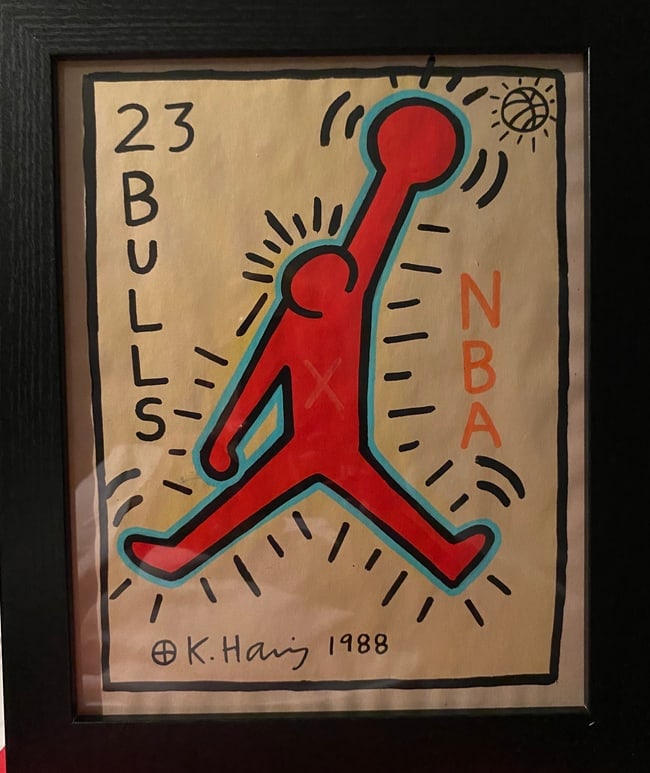 23
BULLS
NBA
X
⊕ K. Haring 1988